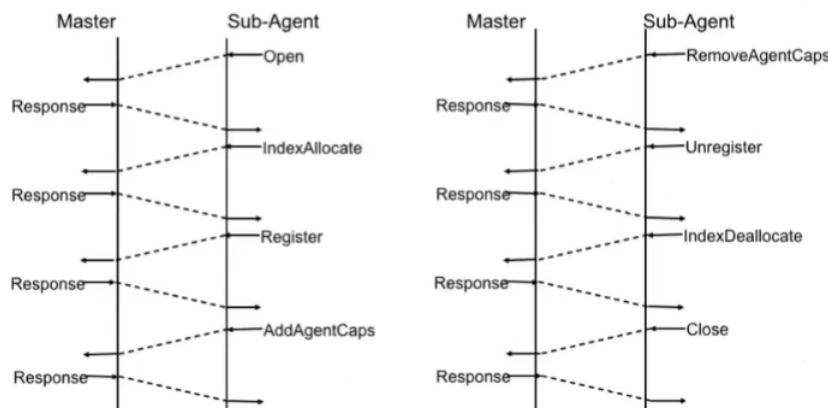 Master Sub-Agent
Open
Response
IndexAllocate
Response
Register
Response
AddAgentCaps
Response
Master Sub-Agent
RemoveAgentCaps
Response
Unregister
Response
IndexDeallocate
Response
Close
Response